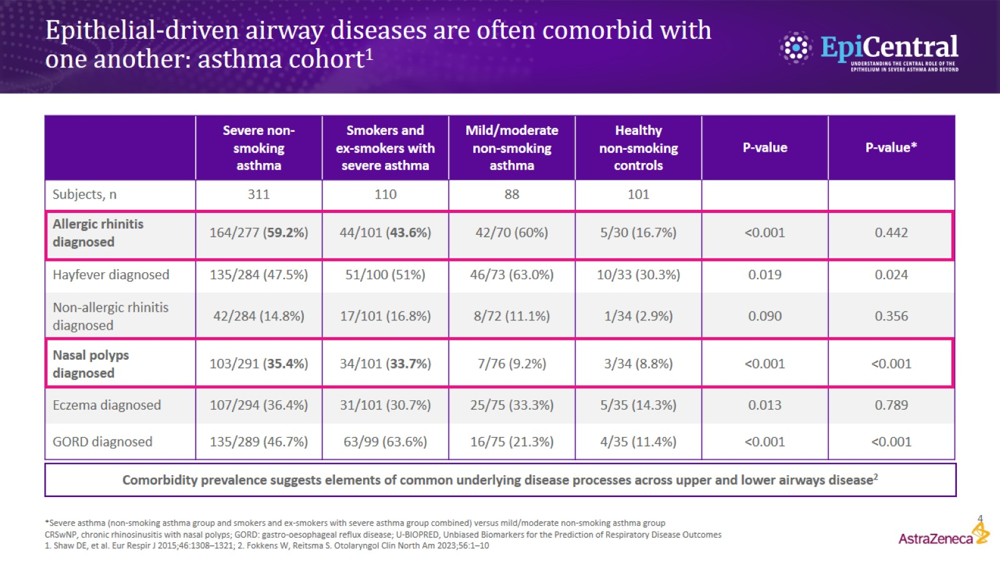 Epithelial-driven airway diseases are often comorbid with
one another: asthma cohort1
EpiCentral
UNDERSTANDING THE CENTRAL ROLE OF THE
EPITHELIUM IN SEVERE ASTHMA AND BEYOND
Severe non-smoking asthma	Smokers and ex-smokers with severe asthma	Mild/moderate non-smoking asthma	Healthy non-smoking controls	P-value	P-value*
Subjects, n	311	110	88	101
Allergic rhinitis diagnosed	164/277 (59.2%)	44/101 (43.6%)	42/70 (60%)	5/30 (16.7%)	<0.001	0.442
Hayfever diagnosed	135/284 (47.5%)	51/100 (51%)	46/73 (63.0%)	10/33 (30.3%)	0.019	0.024
Non-allergic rhinitis diagnosed	42/284 (14.8%)	17/101 (16.8%)	8/72 (11.1%)	1/34 (2.9%)	0.090	0.356
Nasal polyps diagnosed	103/291 (35.4%)	34/101 (33.7%)	7/76 (9.2%)	3/34 (8.8%)	<0.001	<0.001
Eczema diagnosed	107/294 (36.4%)	31/101 (30.7%)	25/75 (33.3%)	5/35 (14.3%)	0.013	0.789
GORD diagnosed	135/289 (46.7%)	63/99 (63.6%)	16/75 (21.3%)	4/35 (11.4%)	<0.001	<0.001
Comorbidity prevalence suggests elements of common underlying disease processes across upper and lower airways disease2
*Severe asthma (non-smoking asthma group and smokers and ex-smokers with severe asthma group combined) versus mild/moderate non-smoking asthma group
CRSwNP, chronic rhinosinusitis with nasal polyps; GORD: gastro-oesophageal reflux disease; U-BIOPRED, Unbiased Biomarkers for the Prediction of Respiratory Disease Outcomes
1. Shaw DE, et al. Eur Respir J 2015;46:1308–1321; 2. Fokkens W, Reitsma S. Otolaryngol Clin North Am 2023;56:1–10
4
AstraZeneca